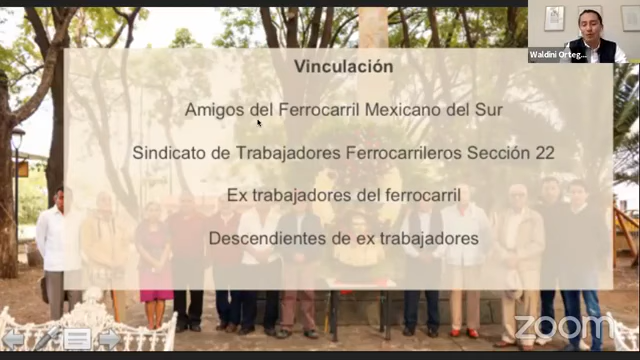 Vinculación
Waldini Orteg...
Amigos del Ferrocarril Mexicano del Sur
Sindicato de Trabajadores Ferrocarrileros Sección 22
Ex trabajadores del ferrocarril
Descendientes de ex trabajadores
zoom